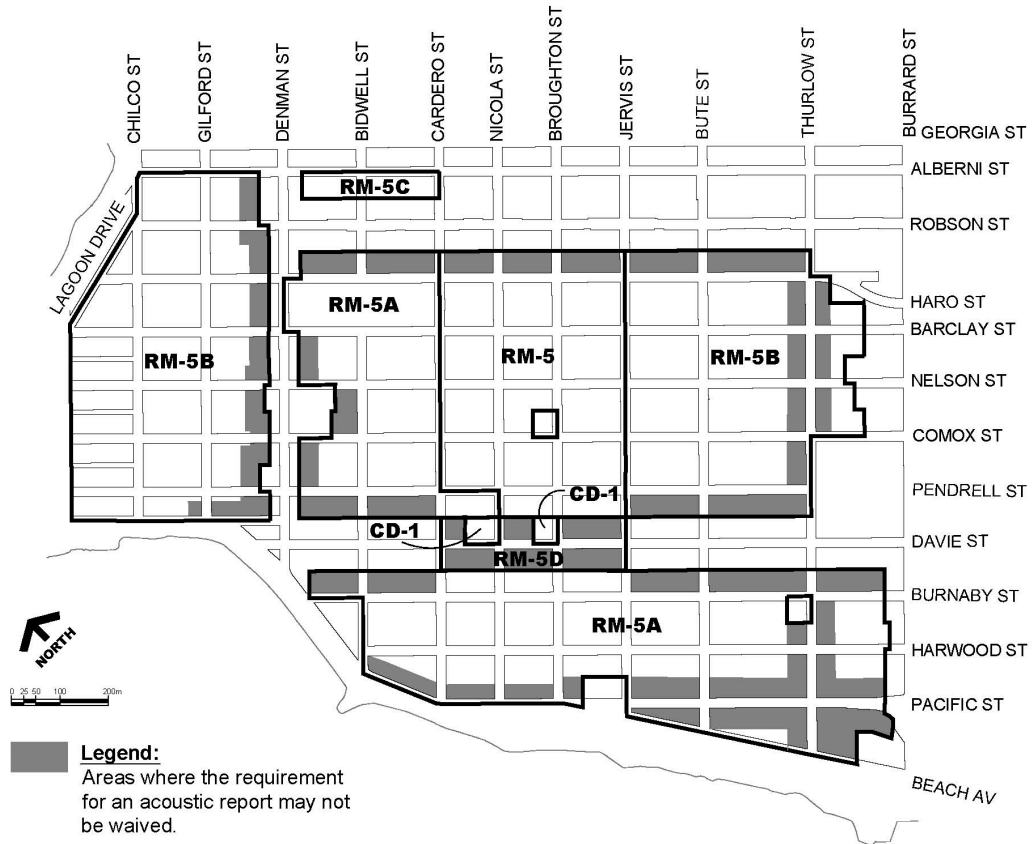 CHILCO ST
GILFORD ST
DENMAN ST
BIDWELL ST
CARDERO ST
NICOLA ST
BROUGHTON ST
JERVIS ST
BUTE ST
THURLOW ST
BURRARD ST
GEORGIA ST
ALBERNI ST
ROBSON ST
HARO ST
BARCLAY ST
NELSON ST
COMOX ST
PENDRELL ST
DAVIE ST
BURNABY ST
HARWOOD ST
PACIFIC ST
BEACH AV
LAGOON DRIVE
RM-5C
RM-5A
RM-5B
RM-5
RM-5B
CD-1
CD-1
RM-5D
RM-5A
NORTH
0 25 50 100 200m
Legend:
Areas where the requirement
for an acoustic report may not
be waived.